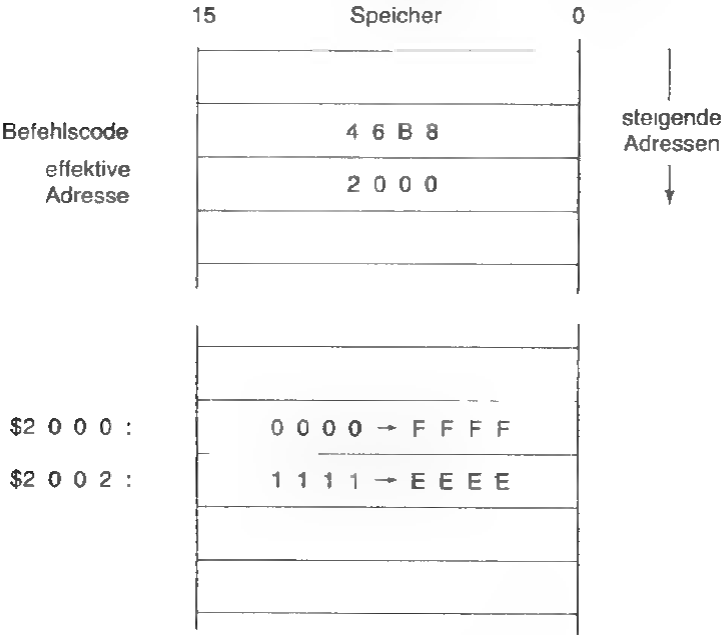 15 Speicher 0
steigende
Adressen
Befehlscode 4 6 B 8
effektive
Adresse
2 0 0 0
$2 0 0 0 : 0 0 0 0 → F F F F
$2 0 0 2 : 1 1 1 1 → E E E E